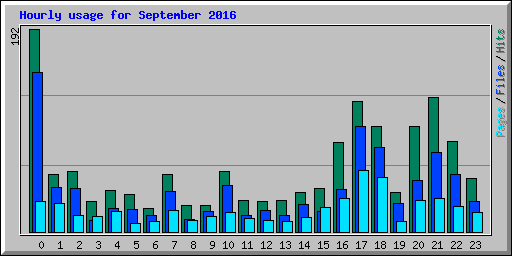 Hourly usage for September 2016
192
Pages/Files/Hits
0 1 2 3 4 5 6 7 8 9 10 11 12 13 14 15 16 17 18 19 20 21 22 23